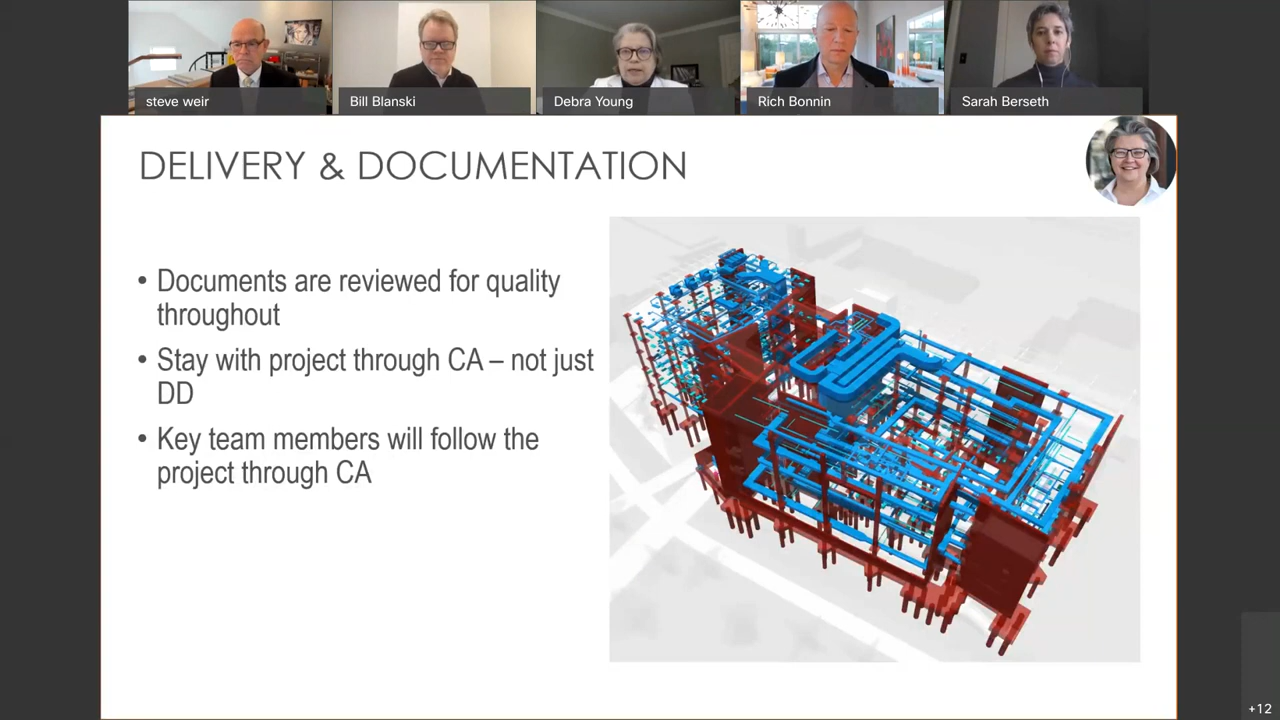 steve weir
Bill Blanski
Debra Young
Rich Bonnin
Sarah Berseth
DELIVERY & DOCUMENTATION
• Documents are reviewed for quality
throughout
• Stay with project through CA – not just
DD
• Key team members will follow the
project through CA
+12